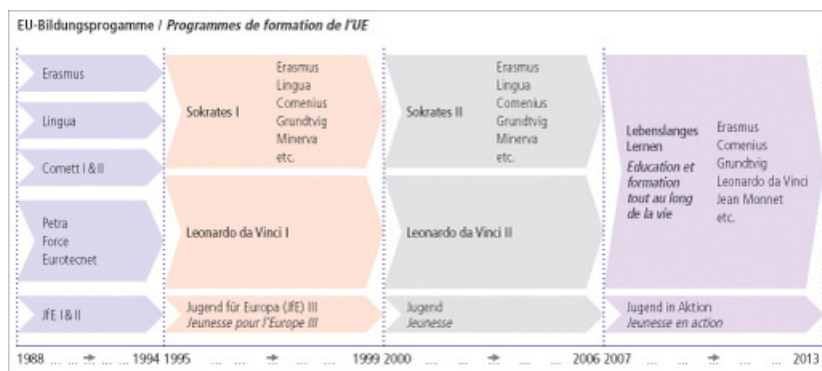 EU-Bildungsprogamme / Programmes de formation de l'UE
Erasmus
Lingua
Comett I & II
Petra
Force
Eurotecnet
JfE I & II
Sokrates I
Erasmus
Lingua
Comenius
Grundtvig
Minerva
etc.
Leonardo da Vinci I
Jugend für Europa (JfE) III
Jeunesse pour l'Europe III
Sokrates II
Erasmus
Lingua
Comenius
Grundtvig
Minerva
etc.
Leonardo da Vinci II
Jugend
Jeunesse
Lebenslanges
Lernen
Education et
formation
tout au long
de la vie
Erasmus
Comenius
Grundtvig
Leonardo da Vinci
Jean Monnet
etc.
Jugend in Aktion
Jeunesse en action
1988 ... ... → ... ... 1994 1995 ... ... → ... ... 1999 2000 ... ... → ... ... 2006 2007 ... ... → ... ... 2013